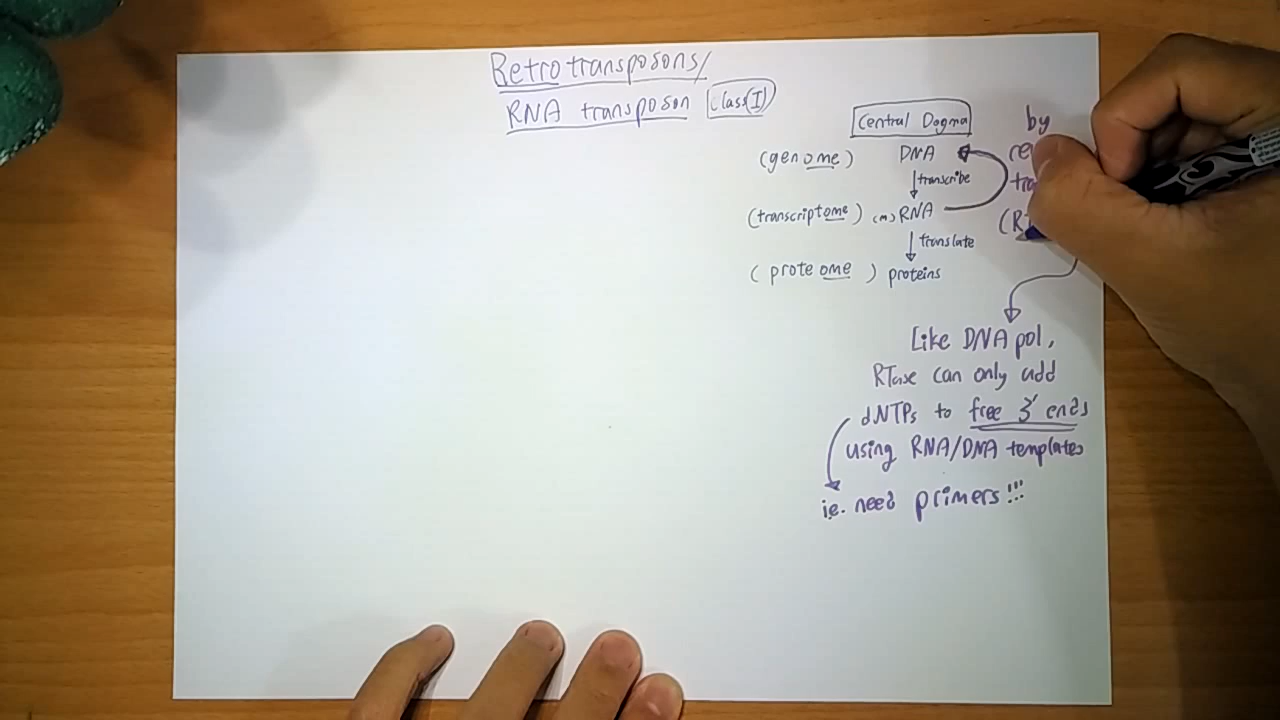 Retrotransposons/
RNA transposon Class(I)
Central Dogma
(genome) DNA
transcribe
(transcriptome) (m)RNA
translate
(proteome) proteins
by
Like DNA pol,
RTase can only add
dNTPs to free 3' ends
using RNA/DNA templates
i.e. need primers!!!